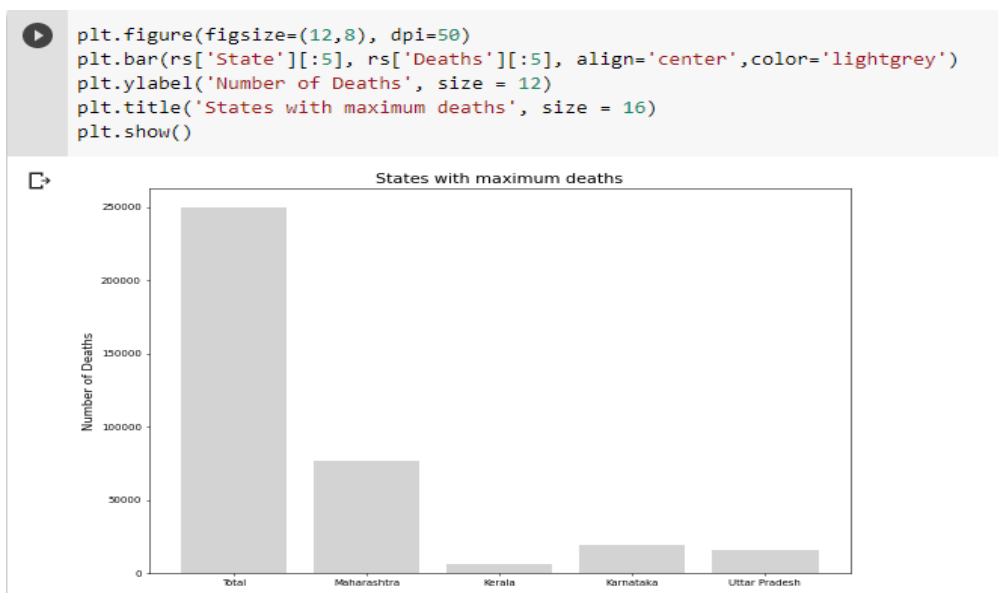 plt.figure(figsize=(12,8), dpi=50)
plt.bar(rs['State'][:5], rs['Deaths'][:5], align='center',color='lightgrey')
plt.ylabel('Number of Deaths', size = 12)
plt.title('States with maximum deaths', size = 16)
plt.show()
States with maximum deaths
250000
200000
150000
100000
50000
0
Number of Deaths
Total Maharashtra Kerala Karnataka Uttar Pradesh